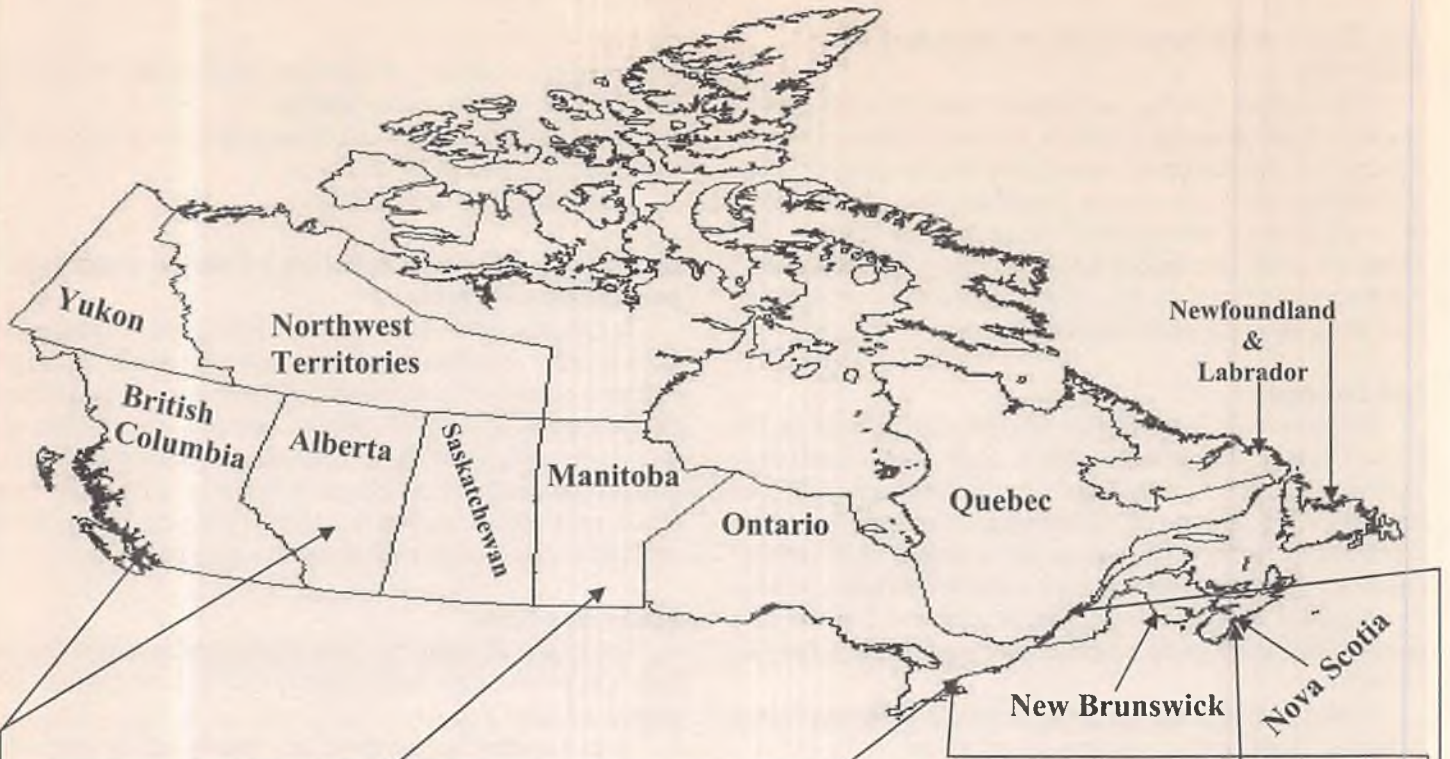 Yukon
Northwest
Territories
British
Columbia
Alberta
Saskatchewan
Manitoba
Ontario
Quebec
Newfoundland
&
Labrador
New Brunswick
Nova Scotia